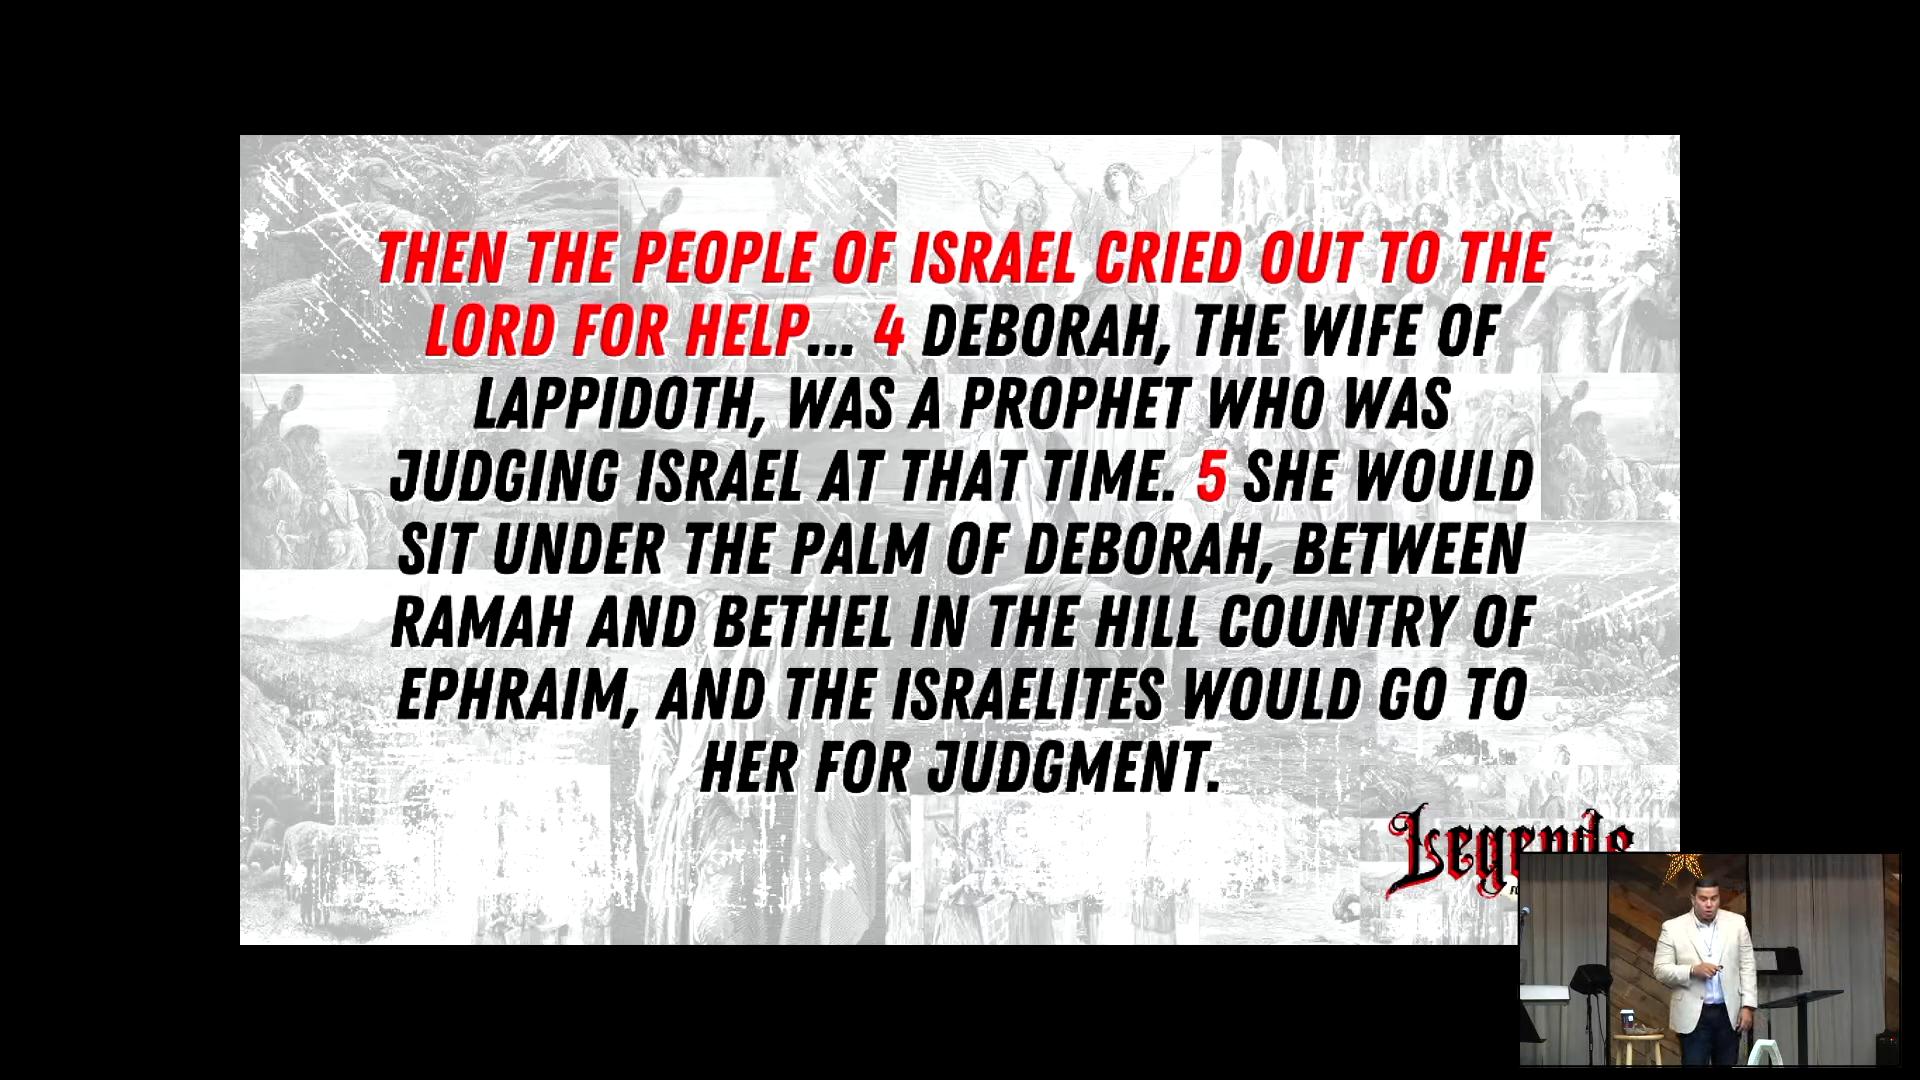 THEN THE PEOPLE OF ISRAEL CRIED OUT TO THE
LORD FOR HELP... 4 DEBORAH, THE WIFE OF
LAPPIDOTH, WAS A PROPHET WHO WAS
JUDGING ISRAEL AT THAT TIME. 5 SHE WOULD
SIT UNDER THE PALM OF DEBORAH, BETWEEN
RAMAH AND BETHEL IN THE HILL COUNTRY OF
EPHRAIM, AND THE ISRAELITES WOULD GO TO
HER FOR JUDGMENT.
Legends